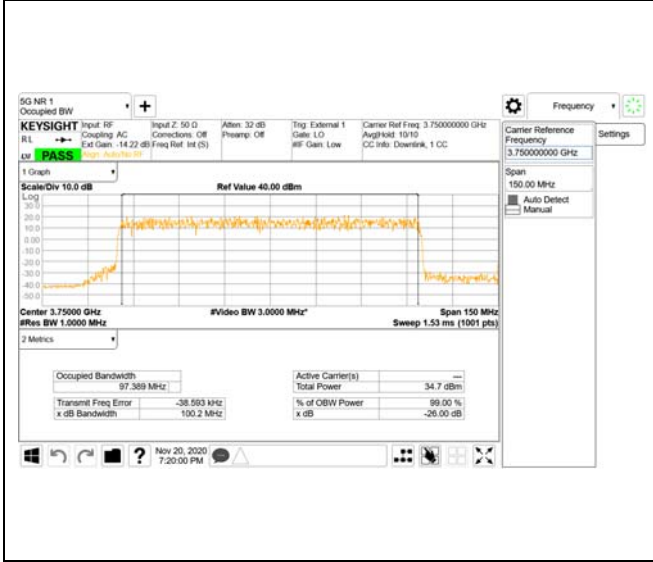 5G NR 1
Occupied BW
+
Frequency
KEYSIGHT Input: RF Input Z: 50 Ω Atten: 32 dB Trig: External 1 Carrier Ref Freq: 3.750000000 GHz
R L Coupling: AC Corrections: Off Preamp: Off Gate: LO Avg|Hold: 10/10
Ext Gain: -14.22 dB Freq Ref: Int (S) #IF Gain: Low CC Info: Downlink, 1 CC
PASS Align: Auto/No RF
Carrier Reference
Frequency
3.750000000 GHz
Settings
Span
150.00 MHz
Auto Detect
Manual
1 Graph
Scale/Div 10.0 dB Ref Value 40.00 dBm
Log
30.0
20.0
10.0
0.00
-10.0
-20.0
-30.0
-40.0
-50.0
Center 3.75000 GHz #Video BW 3.0000 MHz* Span 150 MHz
#Res BW 1.0000 MHz Sweep 1.53 ms (1001 pts)
2 Metrics
Occupied Bandwidth
97.389 MHz
Active Carrier(s) ---
Total Power 34.7 dBm
Transmit Freq Error -38.593 kHz % of OBW Power 99.00 %
x dB Bandwidth 100.2 MHz x dB -26.00 dB
? Nov 20, 2020
7:20:00 PM